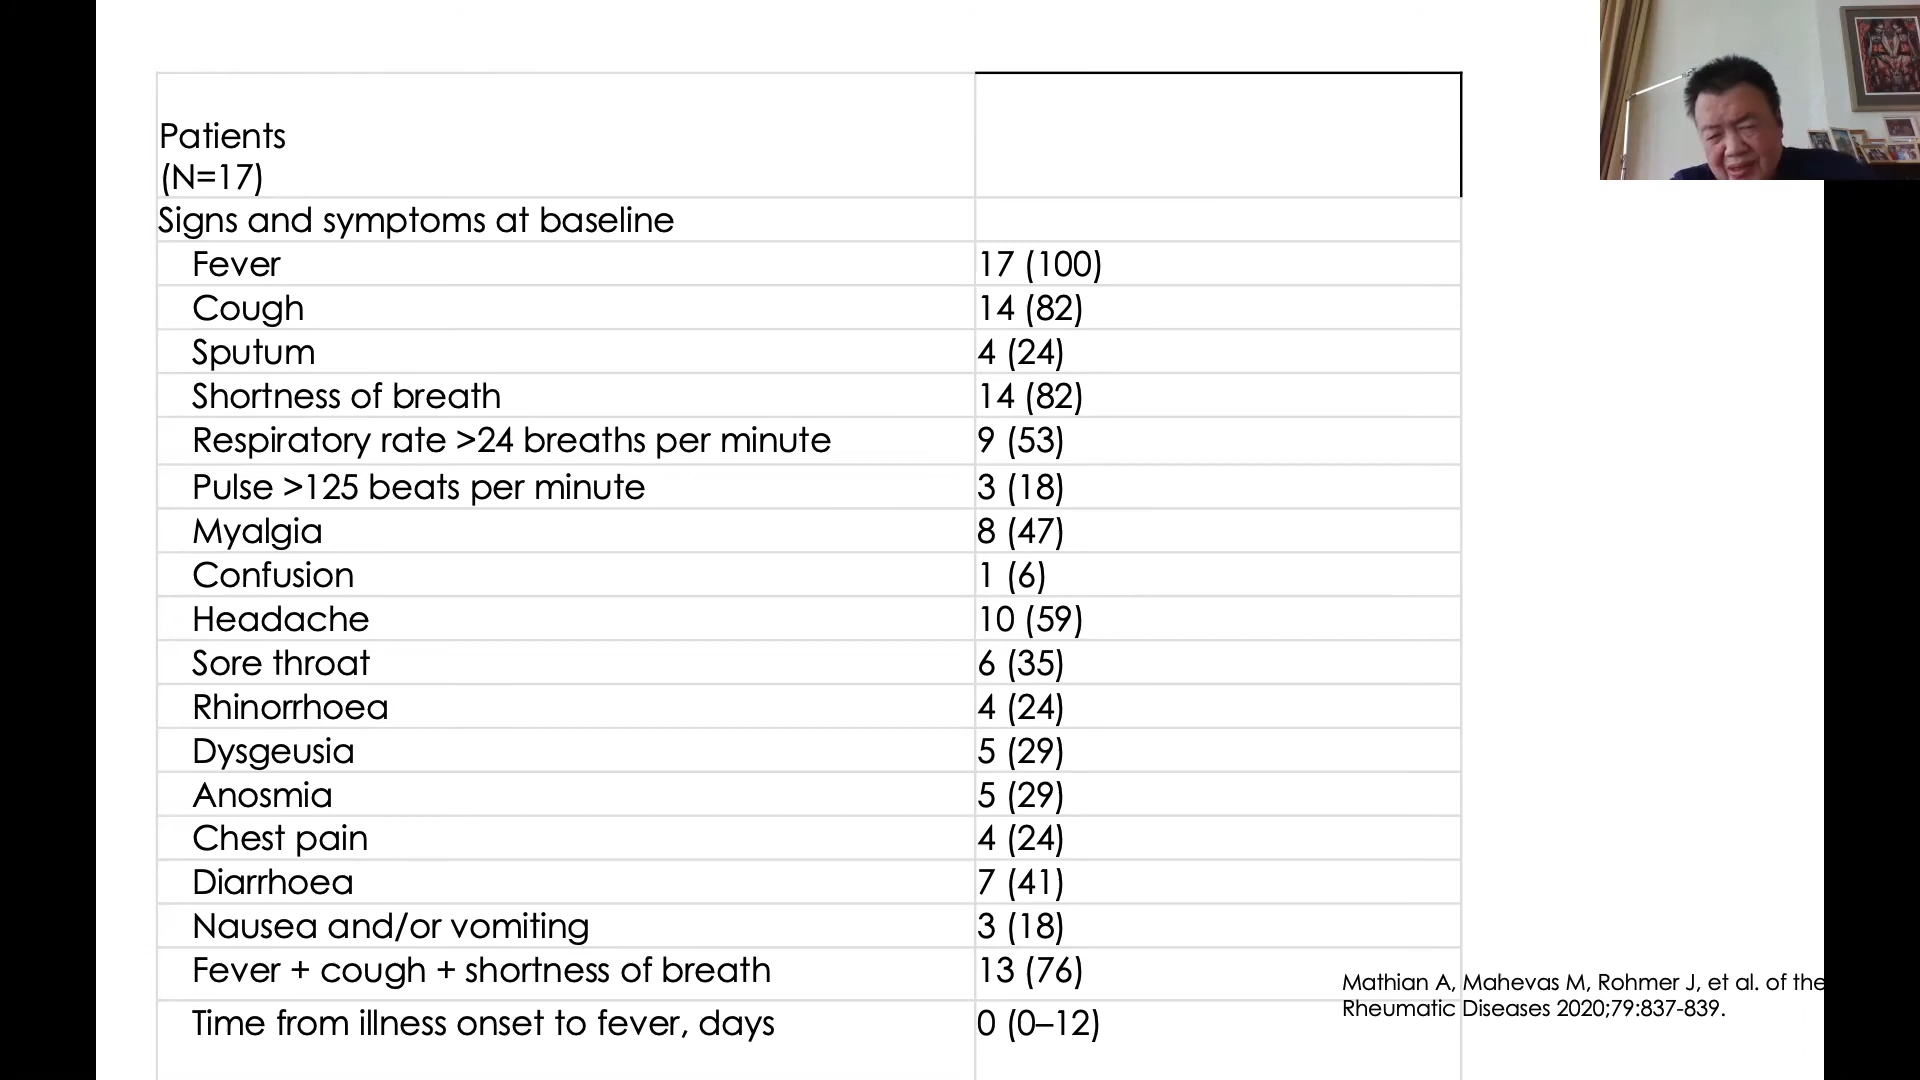 Patients
(N=17)
Signs and symptoms at baseline
Fever 17 (100)
Cough 14 (82)
Sputum 4 (24)
Shortness of breath 14 (82)
Respiratory rate >24 breaths per minute 9 (53)
Pulse >125 beats per minute 3 (18)
Myalgia 8 (47)
Confusion 1 (6)
Headache 10 (59)
Sore throat 6 (35)
Rhinorrhoea 4 (24)
Dysgeusia 5 (29)
Anosmia 5 (29)
Chest pain 4 (24)
Diarrhoea 7 (41)
Nausea and/or vomiting 3 (18)
Fever + cough + shortness of breath 13 (76)
Time from illness onset to fever, days 0 (0–12)
Mathian A, Mahevas M, Rohmer J, et al. of the
Rheumatic Diseases 2020;79:837-839.